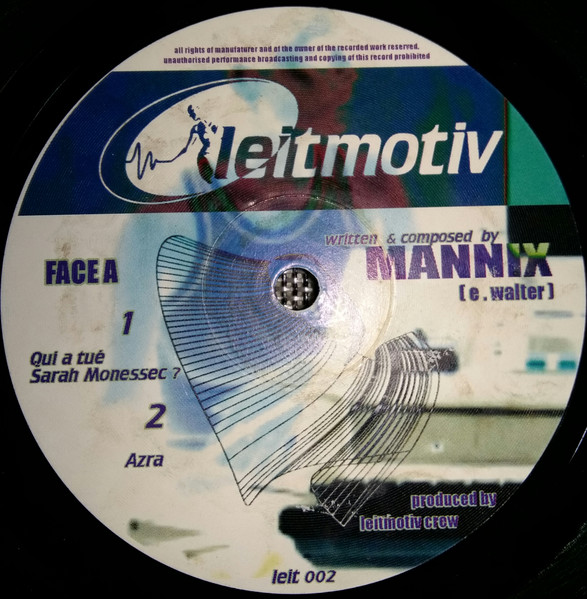 all rights of manufaturer and of the owner of the recorded work reserved.
unauthorised performance broadcasting and copying of this record prohibited
leitmotiv
written & composed by
MANNIX
( e . walter )
FACE A
1
Qui a tué
Sarah Monessec ?
2
Azra
produced by
leitmotiv crew
leit 002